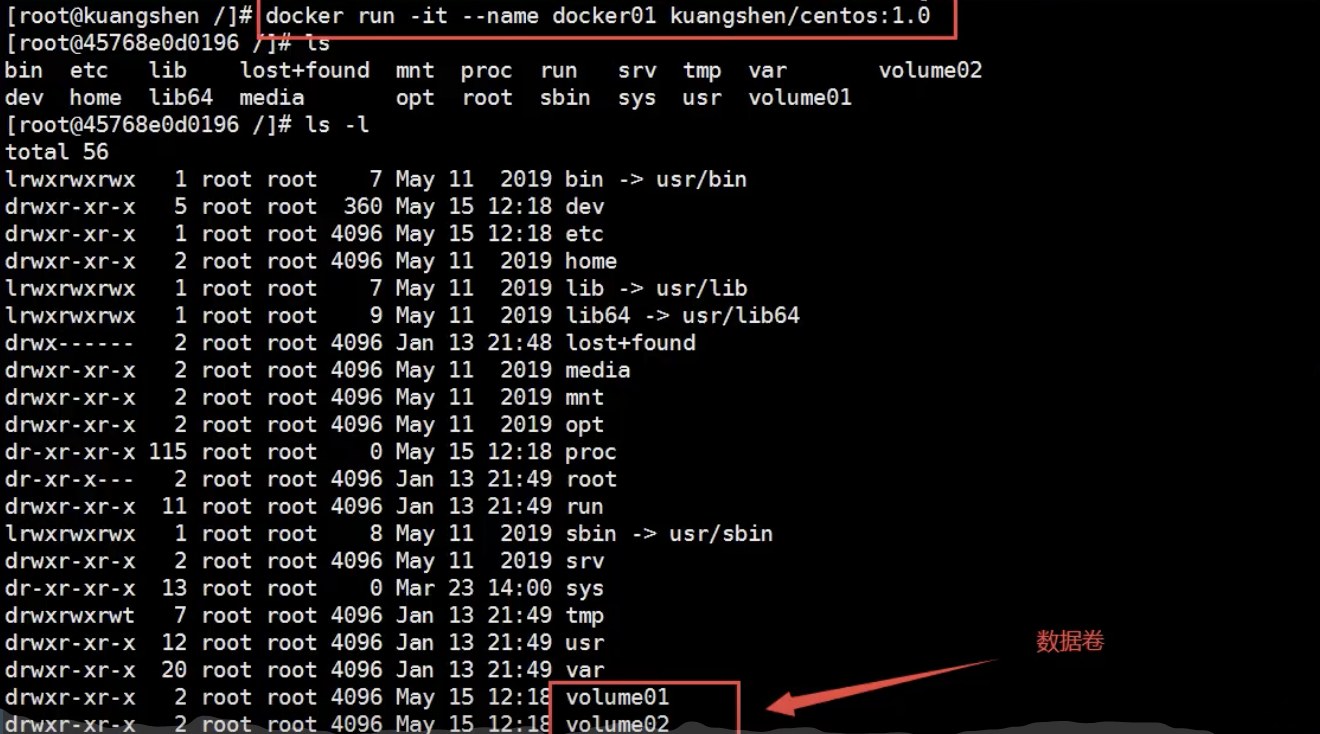 [root@kuangshen /]# docker run -it --name docker01 kuangshen/centos:1.0
[root@45768e0d0196 /]# ls
bin  etc   lib    lost+found  mnt  proc  run   srv  tmp  var       volume02
dev  home  lib64  media       opt  root  sbin  sys  usr  volume01
[root@45768e0d0196 /]# ls -l
total 56
lrwxrwxrwx   1 root root    7 May 11  2019 bin -> usr/bin
drwxr-xr-x   5 root root  360 May 15 12:18 dev
drwxr-xr-x   1 root root 4096 May 15 12:18 etc
drwxr-xr-x   2 root root 4096 May 11  2019 home
lrwxrwxrwx   1 root root    7 May 11  2019 lib -> usr/lib
lrwxrwxrwx   1 root root    9 May 11  2019 lib64 -> usr/lib64
drwx------   2 root root 4096 Jan 13 21:48 lost+found
drwxr-xr-x   2 root root 4096 May 11  2019 media
drwxr-xr-x   2 root root 4096 May 11  2019 mnt
drwxr-xr-x   2 root root 4096 May 11  2019 opt
dr-xr-xr-x 115 root root    0 May 15 12:18 proc
dr-xr-x---   2 root root 4096 Jan 13 21:49 root
drwxr-xr-x  11 root root 4096 Jan 13 21:49 run
lrwxrwxrwx   1 root root    8 May 11  2019 sbin -> usr/sbin
drwxr-xr-x   2 root root 4096 May 11  2019 srv
dr-xr-xr-x  13 root root    0 Mar 23 14:00 sys
drwxrwxrwt   7 root root 4096 Jan 13 21:49 tmp
drwxr-xr-x  12 root root 4096 Jan 13 21:49 usr
数据卷
drwxr-xr-x  20 root root 4096 Jan 13 21:49 var
drwxr-xr-x   2 root root 4096 May 15 12:18 volume01
drwxr-xr-x   2 root root 4096 May 15 12:18 volume02